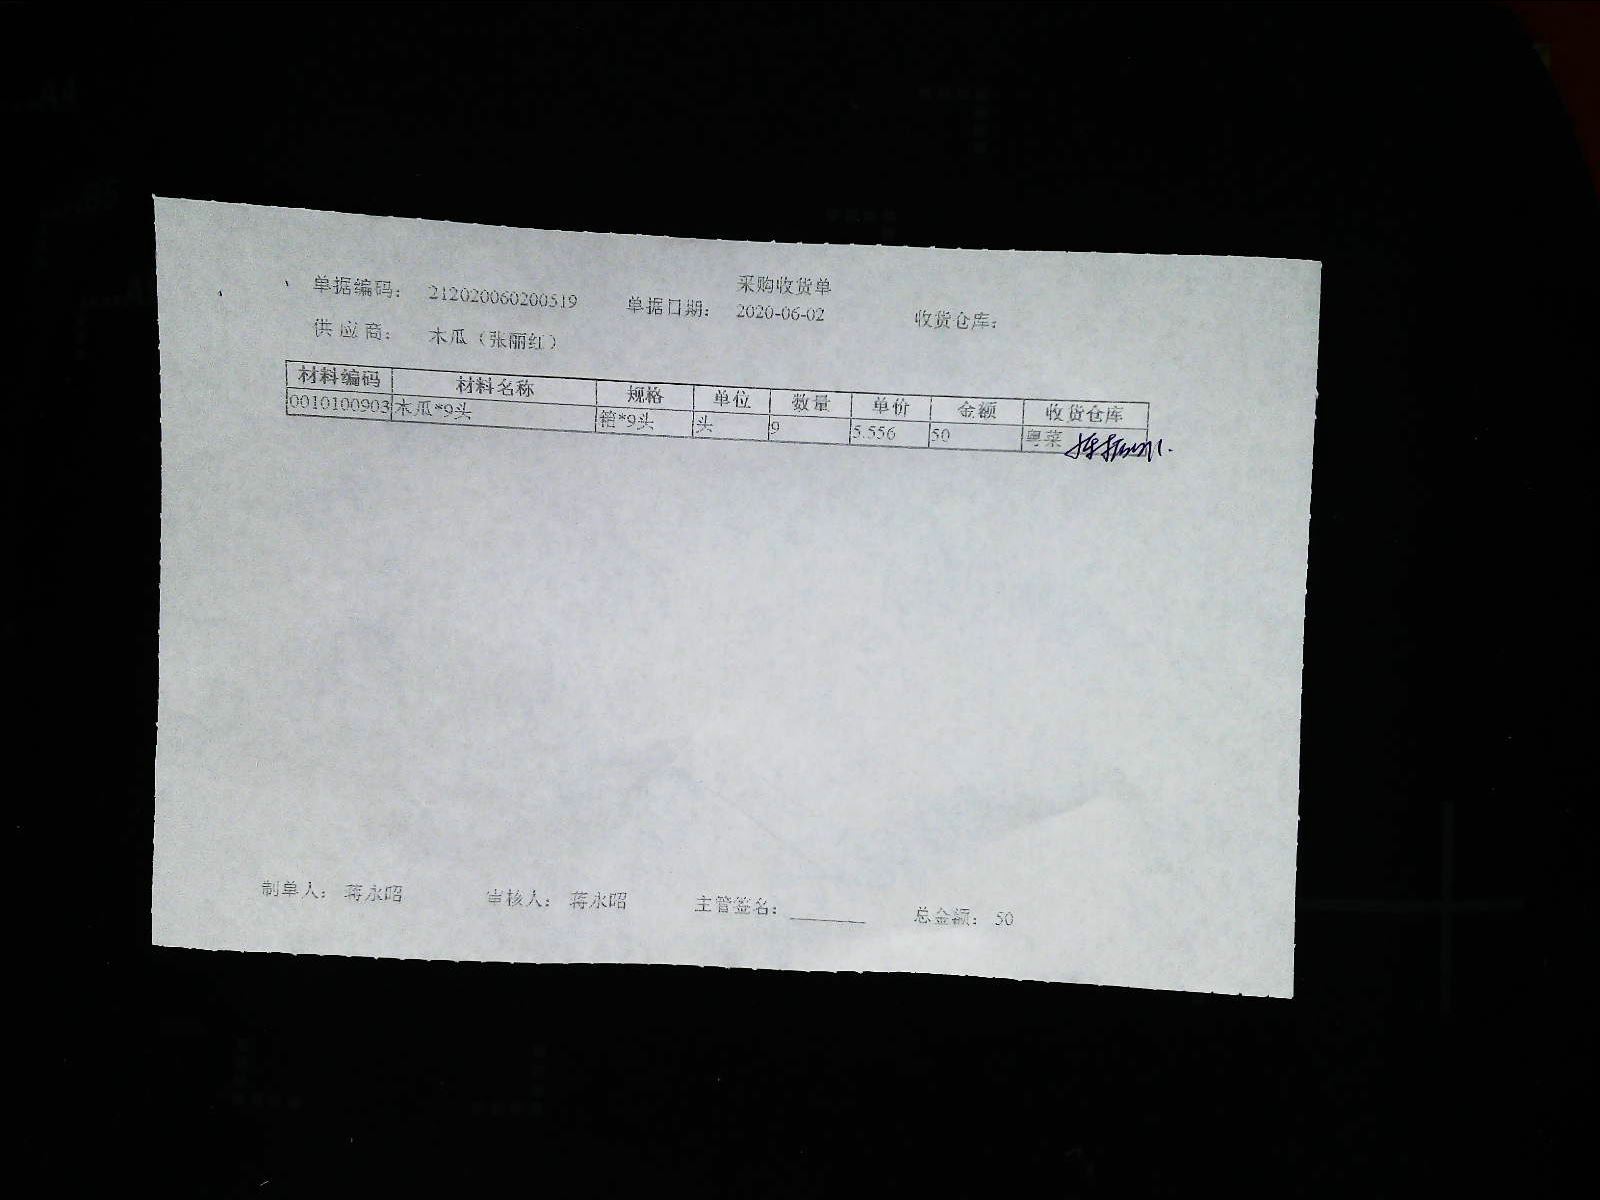 采购收货单
单据编码： 212020060200519 单据日期： 2020-06-02 收货仓库：
供应商： 木瓜（张丽红）
材料编码 材料名称 规格 单位 数量 单价 金额 收货仓库
0010100903 木瓜*9头 箱*9头 头 9 5.556 50 粤菜
制单人： 蒋永昭 审核人： 蒋永昭 主管签名： 总金额： 50